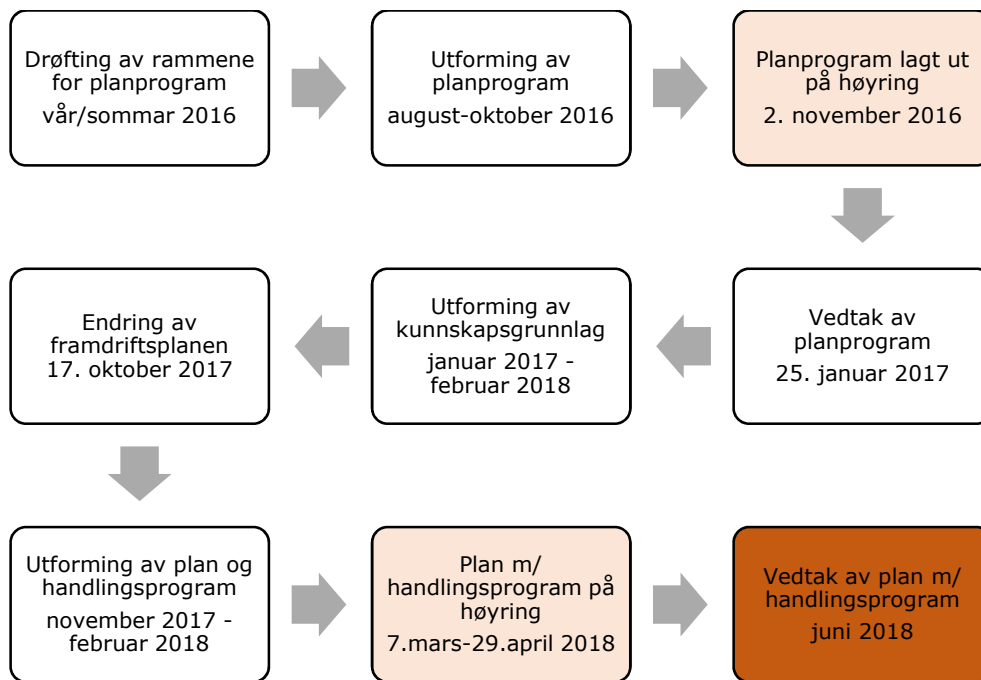 Drøfting av rammene
for planprogram
vår/sommar 2016
Utforming av
planprogram
august-oktober 2016
Planprogram lagt ut
på høyring
2. november 2016
Vedtak av
planprogram
25. januar 2017
Utforming av
kunnskapsgrunnlag
januar 2017 -
februar 2018
Endring av
framdriftsplanen
17. oktober 2017
Utforming av plan og
handlingsprogram
november 2017 -
februar 2018
Plan m/
handlingsprogram på
høyring
7.mars-29.april 2018
Vedtak av plan m/
handlingsprogram
juni 2018